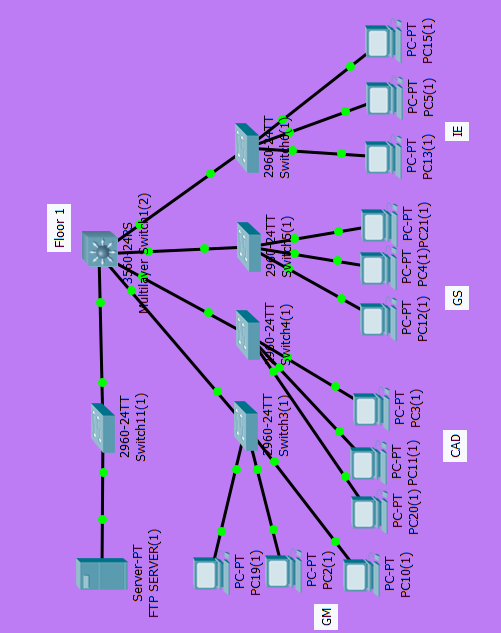 Floor 1
3560-24PS
Multilayer Switch1(2)
2960-24TT
Switch6(1)
PC-PT
PC15(1)
PC-PT
PC5(1)
PC-PT
PC13(1)
IE
2960-24TT
Switch5(1)
PC-PT
PC21(1)
PC-PT
PC4(1)
PC-PT
PC12(1)
GS
2960-24TT
Switch4(1)
PC-PT
PC3(1)
PC-PT
PC11(1)
PC-PT
PC20(1)
CAD
2960-24TT
Switch3(1)
PC-PT
PC19(1)
PC-PT
PC2(1)
PC-PT
PC10(1)
GM
2960-24TT
Switch11(1)
Server-PT
FTP SERVER(1)